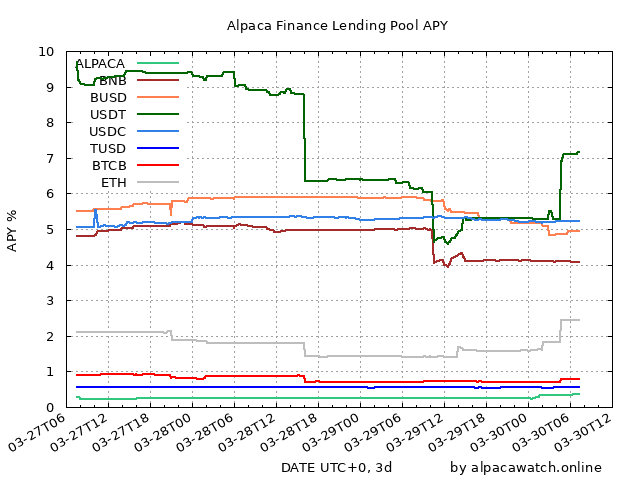 Alpaca Finance Lending Pool APY
10
9
8
7
6
5
4
3
2
1
0
APY %
ALPACA
BNB
BUSD
USDT
USDC
TUSD
BTCB
ETH
03-27T06
03-27T12
03-27T18
03-28T00
03-28T06
03-28T12
03-28T18
03-29T00
03-29T06
03-29T12
03-29T18
03-30T00
03-30T06
03-30T12
DATE UTC+0, 3d
by alpacawatch.online